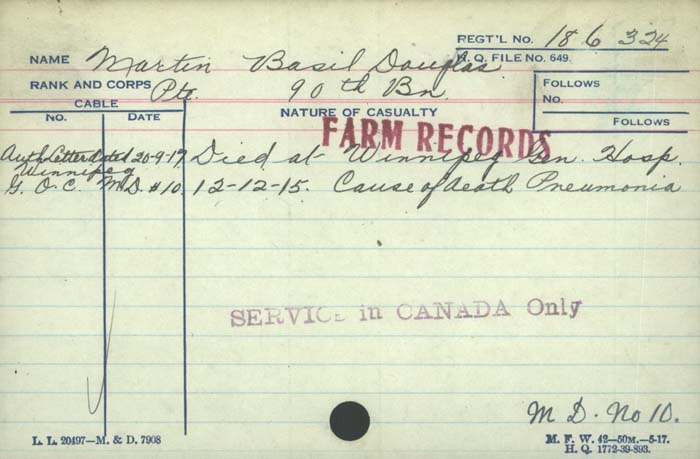 REGT'L No. 186 324
NAME Martin Basil Douglas H. Q. FILE NO. 649.
RANK AND CORPS Pte. 90th Bn. FOLLOWS
CABLE No.
No. DATE NATURE OF CASUALTY FOLLOWS
FARM RECORDS
Auth Letter dated 20-9-17 Died at Winnipeg Gen. Hosp.
Winnipeg
G. O. C. M. D. #10. 12-12-15. Cause of death Pneumonia
SERVICE in CANADA Only
M. D. No 10.
L. L. 20497—M. & D. 7908 M. F. W. 42—50M.—5-17.
H. Q. 1772-39-893.